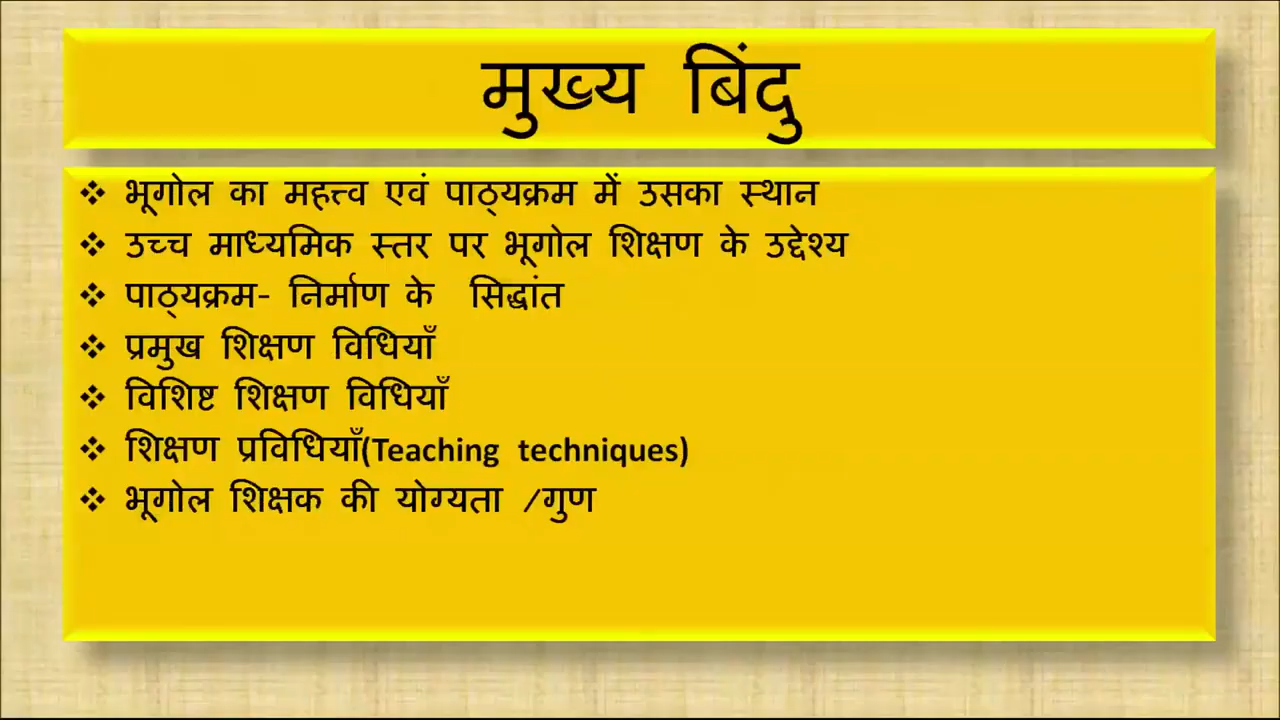 मुख्य बिंदु
❖ भूगोल का महत्त्व एवं पाठ्यक्रम में उसका स्थान
❖ उच्च माध्यमिक स्तर पर भूगोल शिक्षण के उद्देश्य
❖ पाठ्यक्रम- निर्माण के सिद्धांत
❖ प्रमुख शिक्षण विधियाँ
❖ विशिष्ट शिक्षण विधियाँ
❖ शिक्षण प्रविधियाँ(Teaching techniques)
❖ भूगोल शिक्षक की योग्यता /गुण